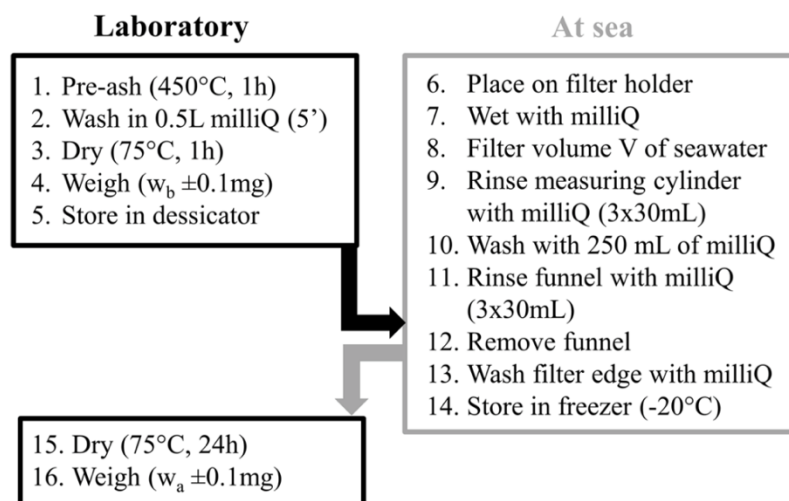 Laboratory
1. Pre-ash (450°C, 1h)
2. Wash in 0.5L milliQ (5’)
3. Dry (75°C, 1h)
4. Weigh (wb ±0.1mg)
5. Store in dessicator
At sea
6. Place on filter holder
7. Wet with milliQ
8. Filter volume V of seawater
9. Rinse measuring cylinder
with milliQ (3x30mL)
10. Wash with 250 mL of milliQ
11. Rinse funnel with milliQ
(3x30mL)
12. Remove funnel
13. Wash filter edge with milliQ
14. Store in freezer (-20°C)
15. Dry (75°C, 24h)
16. Weigh (wa ±0.1mg)